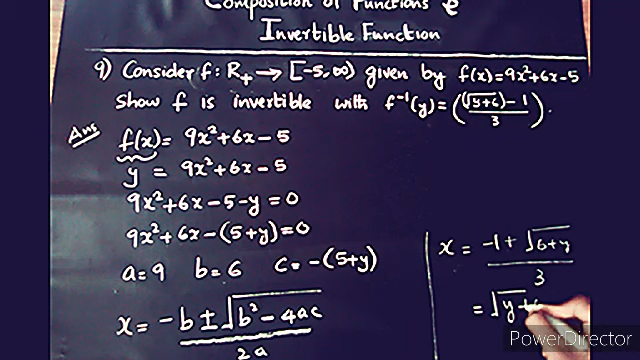 Composition of Functions &
Invertible Function
9) Consider f: R₊ → [-5, ∞) given by f(x)=9x²+6x-5
Show f is invertible with f⁻¹(y)=((√(y+6) - 1)/3).
Ans
f(x) = 9x²+6x-5
y = 9x²+6x-5
9x²+6x-5-y=0
9x²+6x-(5+y)=0
a=9 b=6 c=-(5+y)
x = (-b ± √(b²-4ac))/2a
x = (-1+√(6+y))/3
= √y+
PowerDirector